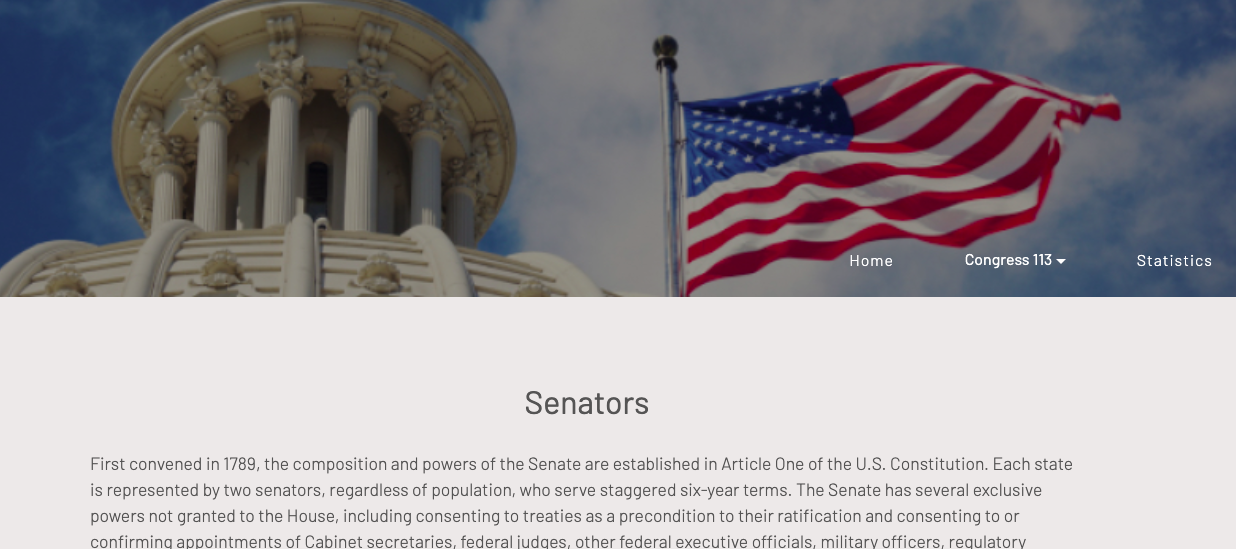 Home Congress 113 Statistics
Senators
First convened in 1789, the composition and powers of the Senate are established in Article One of the U.S. Constitution. Each state
is represented by two senators, regardless of population, who serve staggered six-year terms. The Senate has several exclusive
powers not granted to the House, including consenting to treaties as a precondition to their ratification and consenting to or
confirming appointments of Cabinet secretaries, federal judges, other federal executive officials, military officers, regulatory